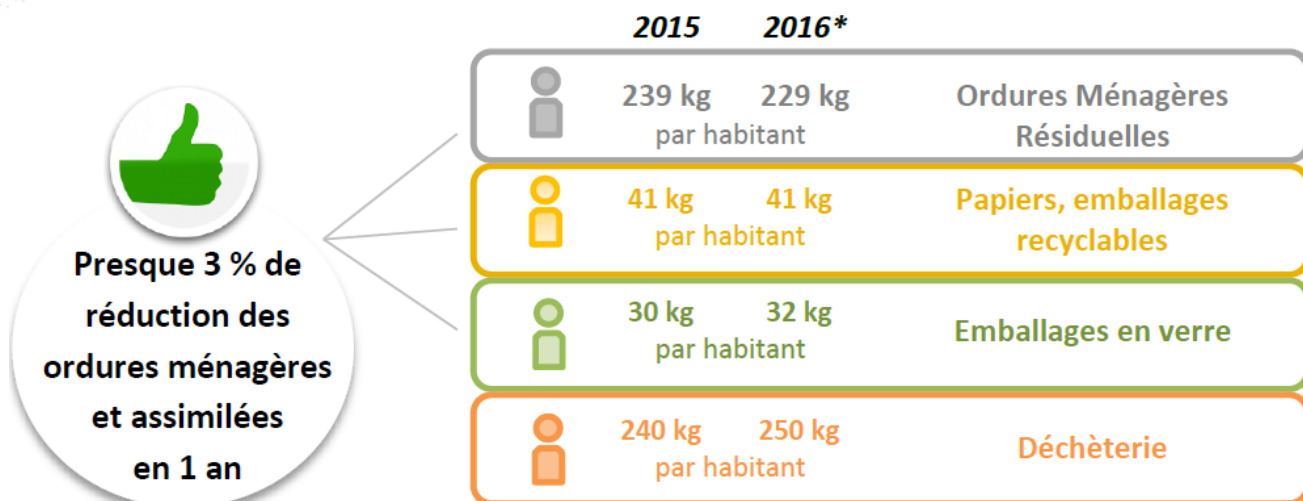 2015 2016*
239 kg 229 kg
par habitant
Ordures Ménagères
Résiduelles
41 kg 41 kg
par habitant
Papiers, emballages
recyclables
30 kg 32 kg
par habitant
Emballages en verre
240 kg 250 kg
par habitant
Déchèterie
Presque 3 % de
réduction des
ordures ménagères
et assimilées
en 1 an